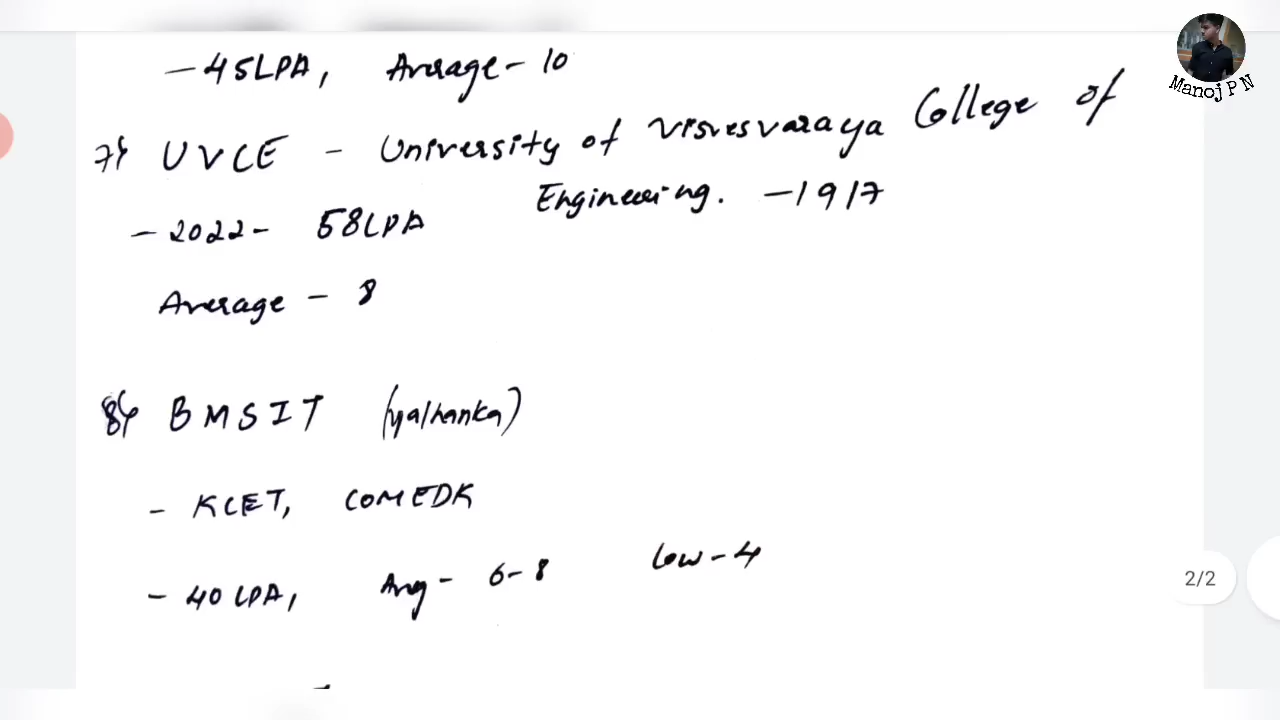 - 45LPA, Average - 10
7) UVCE - University of Visvesvaraya College of
Engineering. - 1917
- 2022 - 58LPA
Average - 8
8) BMSIT (yalhanka)
- KCET, COMEDK
- 40 LPA, Avg - 6-8 Low - 4
2/2
Manoj P N